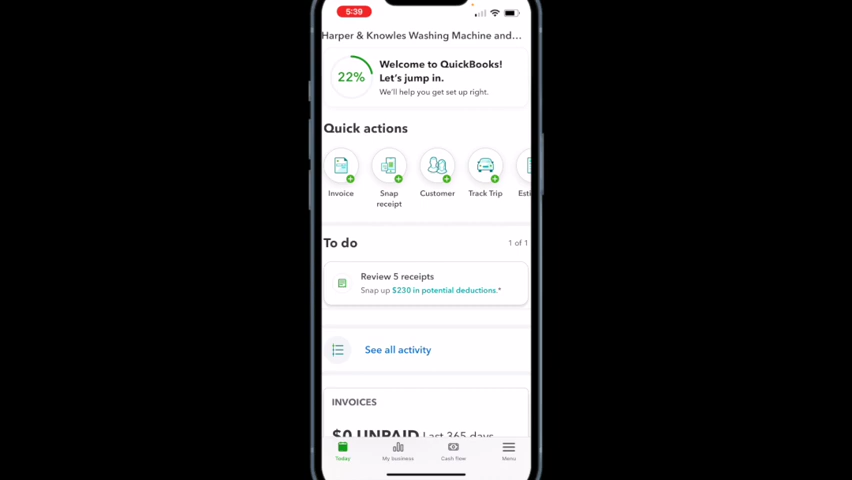 5:39
Harper & Knowles Washing Machine and...
22%
Welcome to QuickBooks!
Let's jump in.
We'll help you get set up right.
Quick actions
Invoice
Snap
receipt
Customer
Track Trip
Esti
To do
1 of 1
Review 5 receipts
Snap up $230 in potential deductions.*
See all activity
INVOICES
$0 UNPAID Last 365 days
Today
My business
Cash flow
Menu